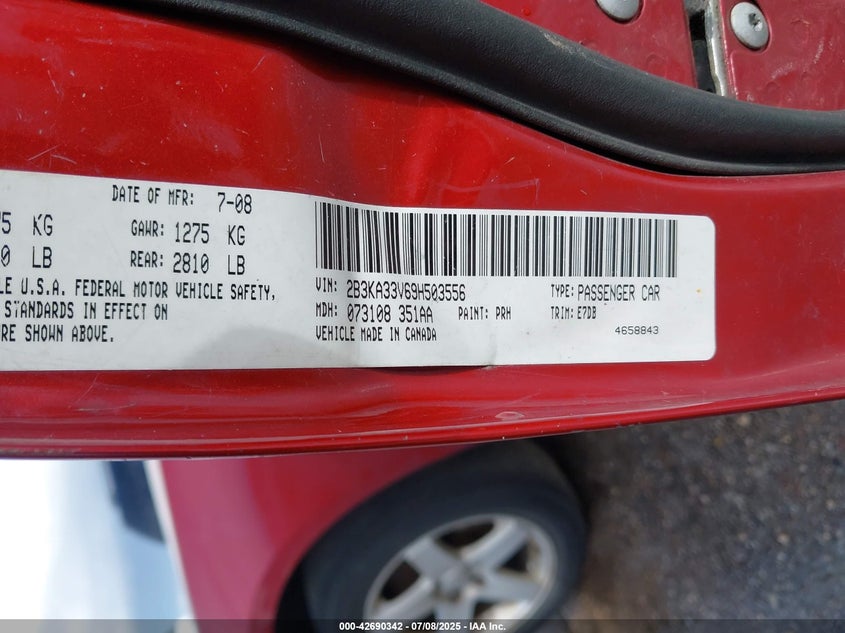 DATE OF MFR: 7-08
75 KG GAWR: 1275 KG
0 LB REAR: 2810 LB
LE U.S.A. FEDERAL MOTOR VEHICLE SAFETY,
STANDARDS IN EFFECT ON
RE SHOWN ABOVE.
VIN: 2B3KA33V69H503556 TYPE: PASSENGER CAR
MDH: 073108 351AA PAINT: PRH TRIM: E7DB
VEHICLE MADE IN CANADA 4658843
000-42690342 - 07/08/2025 - IAA Inc.